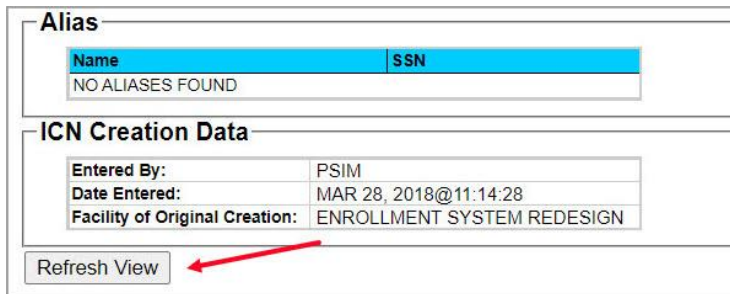 Alias
Name SSN
NO ALIASES FOUND
ICN Creation Data
Entered By: PSIM
Date Entered: MAR 28, 2018@11:14:28
Facility of Original Creation: ENROLLMENT SYSTEM REDESIGN
Refresh View